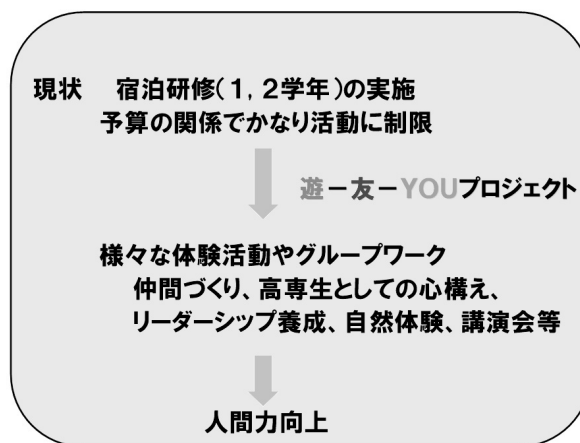 現状　宿泊研修(1,2学年)の実施
予算の関係でかなり活動に制限
遊－友－YOUプロジェクト
様々な体験活動やグループワーク
仲間づくり、高専生としての心構え、
リーダーシップ養成、自然体験、講演会等
人間力向上